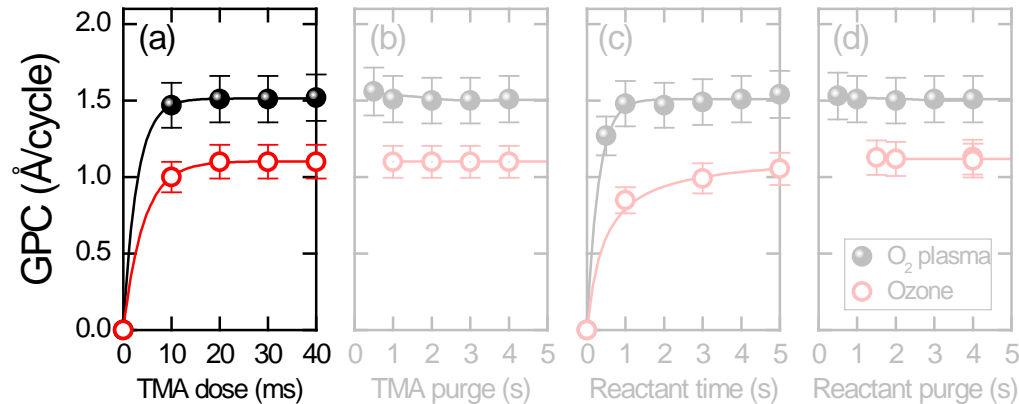 (a) (b) (c) (d)
GPC (Å/cycle)
2.0
1.5
1.0
0.5
0.0
0 10 20 30 40
TMA dose (ms)
0 1 2 3 4 5
TMA purge (s)
0 1 2 3 4 5
Reactant time (s)
0 1 2 3 4 5
Reactant purge (s)
O₂ plasma
Ozone